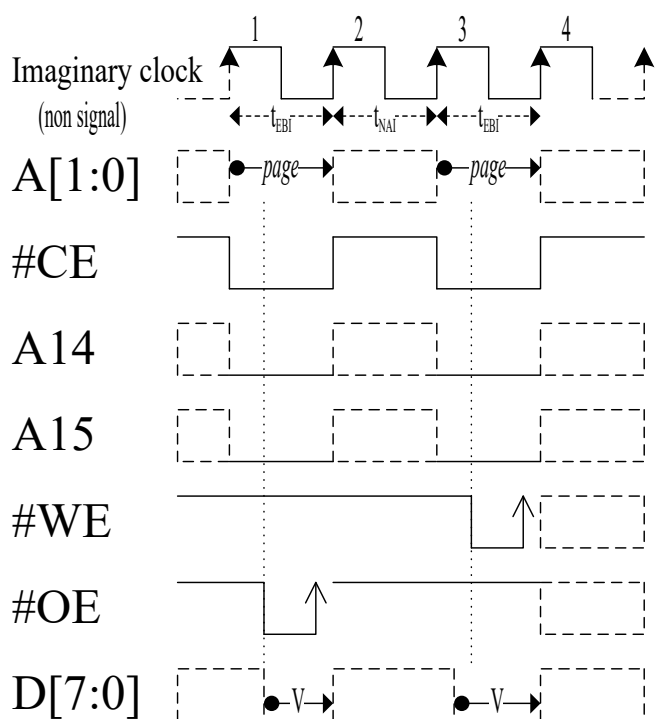 1 2 3 4
Imaginary clock
(non signal)
tEBI tNAI tEBI
A[1:0] page page
#CE
A14
A15
#WE
#OE
D[7:0] V V